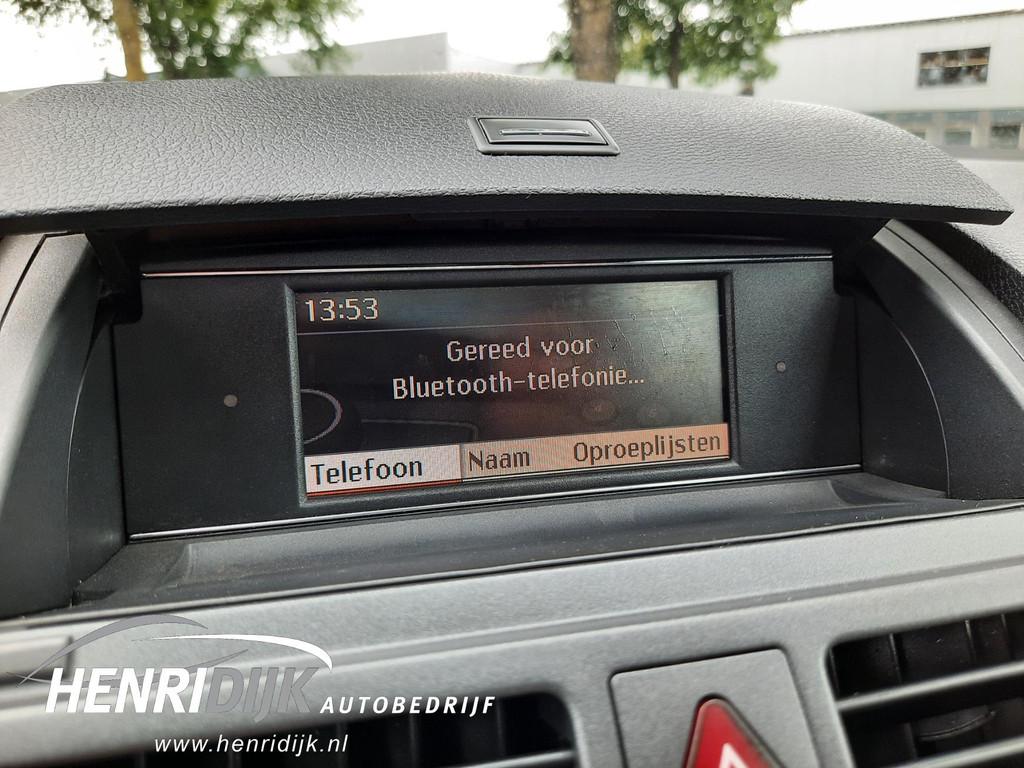 13:53
Gereed voor
Bluetooth-telefonie...
Telefoon Naam Oproeplijsten
HENRIDIJK
AUTOBEDRIJF
www.henridijk.nl